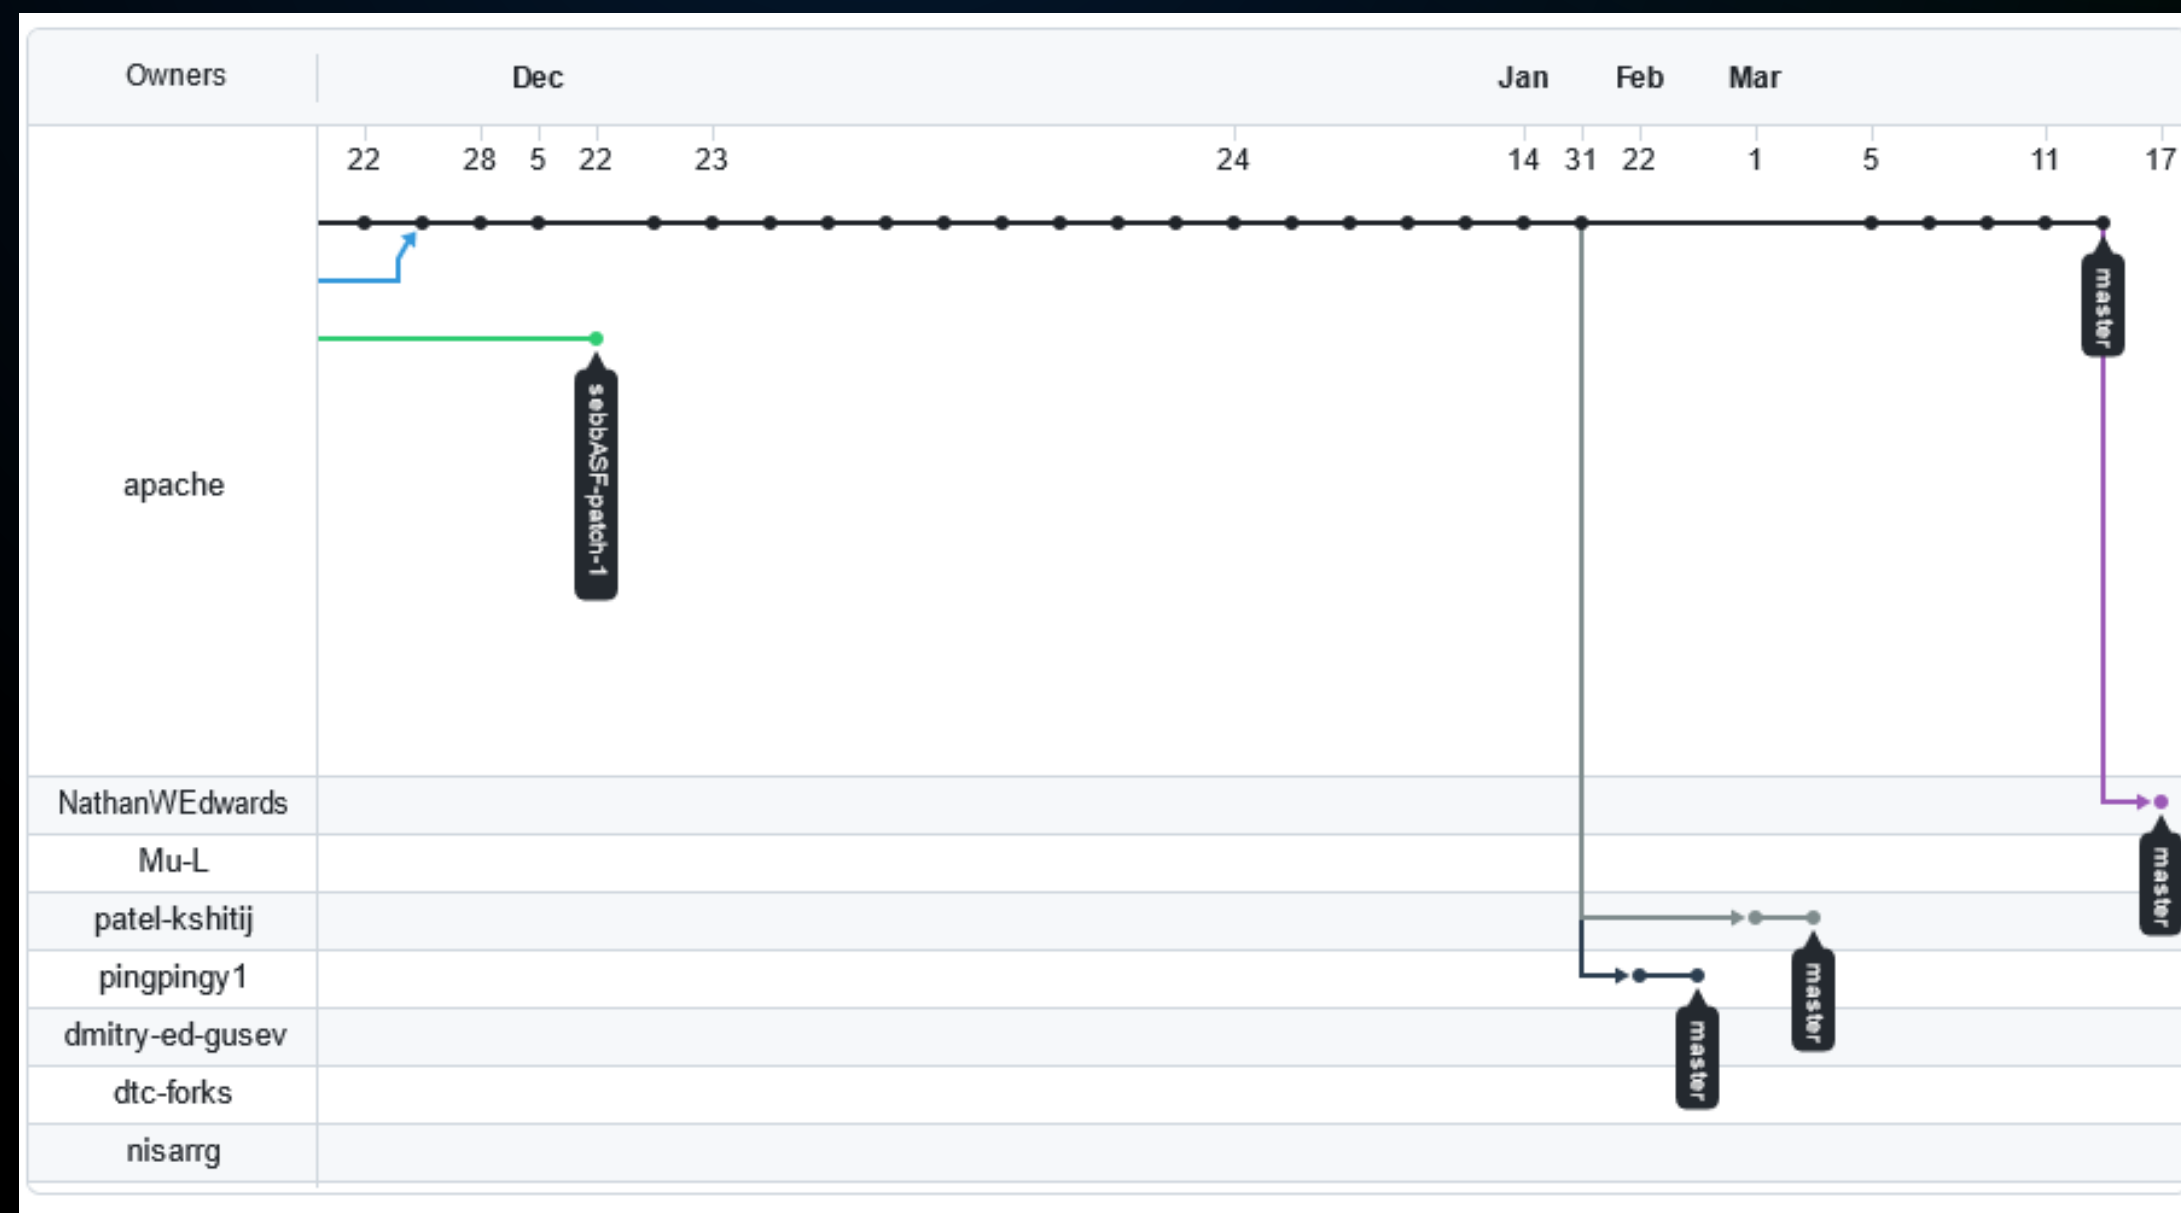 Owners Dec Jan Feb Mar
22 28 5 22 23 24 14 31 22 1 5 11 17
master
sebbASF-patch-1
apache
NathanWEdwards
master
Mu-L
patel-kshitij
master
pingpingy1
master
dmitry-ed-gusev
dtc-forks
nisarrg